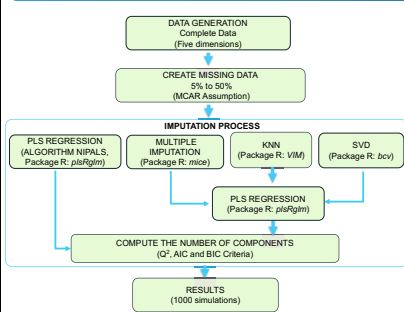 DATA GENERATION
Complete Data
(Five dimensions)
CREATE MISSING DATA
5% to 50%
(MCAR Assumption)
IMPUTATION PROCESS
PLS REGRESSION
(ALGORITHM NIPALS,
Package R: plsRglm)
MULTIPLE
IMPUTATION
(Package R: mice)
KNN
(Package R: VIM)
SVD
(Package R: bcv)
PLS REGRESSION
(Package R: plsRglm)
COMPUTE THE NUMBER OF COMPONENTS
(Q², AIC and BIC Criteria)
RESULTS
(1000 simulations)